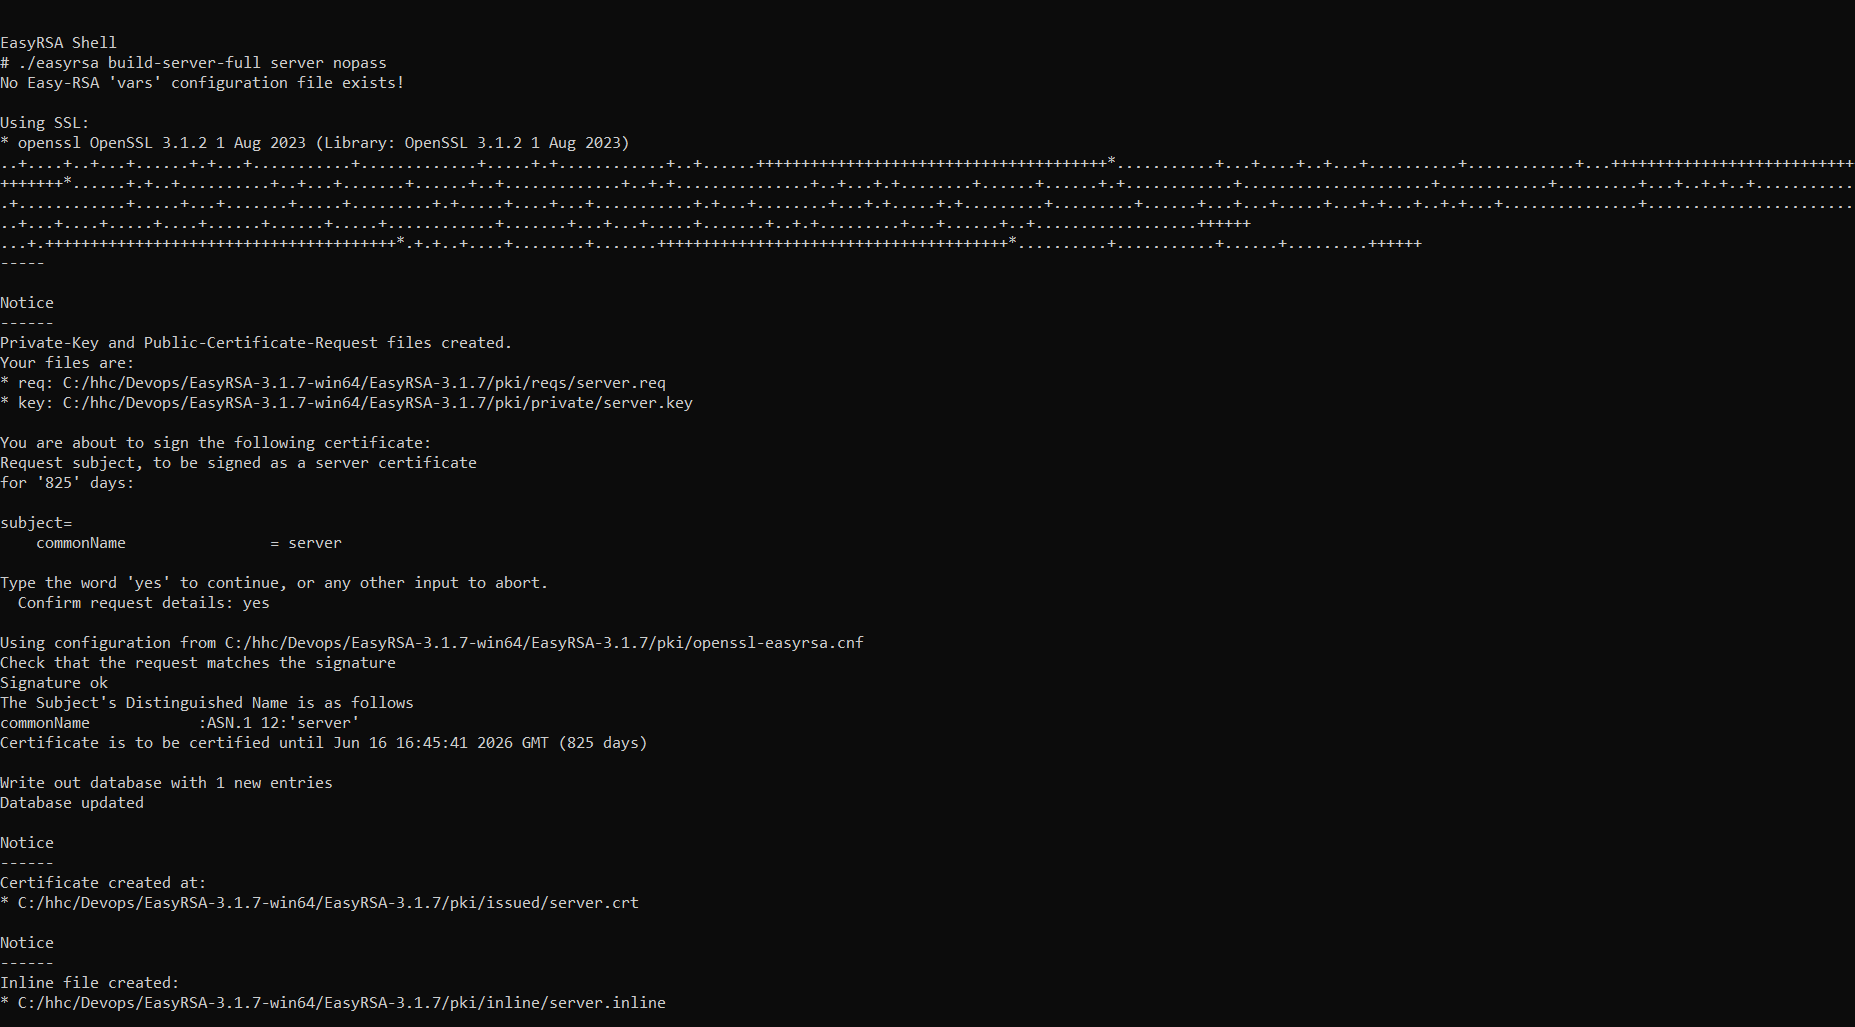 EasyRSA Shell
# ./easyrsa build-server-full server nopass
No Easy-RSA 'vars' configuration file exists!
Using SSL:
* openssl OpenSSL 3.1.2 1 Aug 2023 (Library: OpenSSL 3.1.2 1 Aug 2023)
-----
Notice
------
Private-Key and Public-Certificate-Request files created.
Your files are:
* req: C:/hhc/Devops/EasyRSA-3.1.7-win64/EasyRSA-3.1.7/pki/reqs/server.req
* key: C:/hhc/Devops/EasyRSA-3.1.7-win64/EasyRSA-3.1.7/pki/private/server.key
You are about to sign the following certificate:
Request subject, to be signed as a server certificate
for '825' days:
subject=
    commonName                = server
Type the word 'yes' to continue, or any other input to abort.
  Confirm request details: yes
Using configuration from C:/hhc/Devops/EasyRSA-3.1.7-win64/EasyRSA-3.1.7/pki/openssl-easyrsa.cnf
Check that the request matches the signature
Signature ok
The Subject's Distinguished Name is as follows
commonName            :ASN.1 12:'server'
Certificate is to be certified until Jun 16 16:45:41 2026 GMT (825 days)
Write out database with 1 new entries
Database updated
Notice
------
Certificate created at:
* C:/hhc/Devops/EasyRSA-3.1.7-win64/EasyRSA-3.1.7/pki/issued/server.crt
Notice
------
Inline file created:
* C:/hhc/Devops/EasyRSA-3.1.7-win64/EasyRSA-3.1.7/pki/inline/server.inline